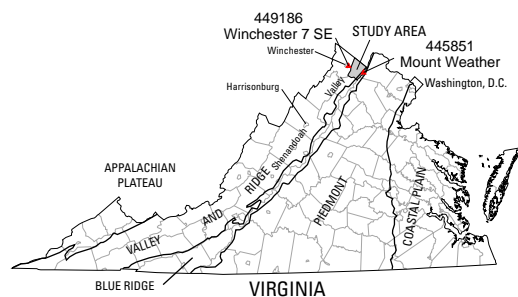 449186
Winchester 7 SE
STUDY AREA
445851
Mount Weather
Winchester
Washington, D.C.
Harrisonburg
Valley
Shenandoah
APPALACHIAN
PLATEAU
VALLEY AND RIDGE
PIEDMONT
COASTAL PLAIN
BLUE RIDGE
VIRGINIA